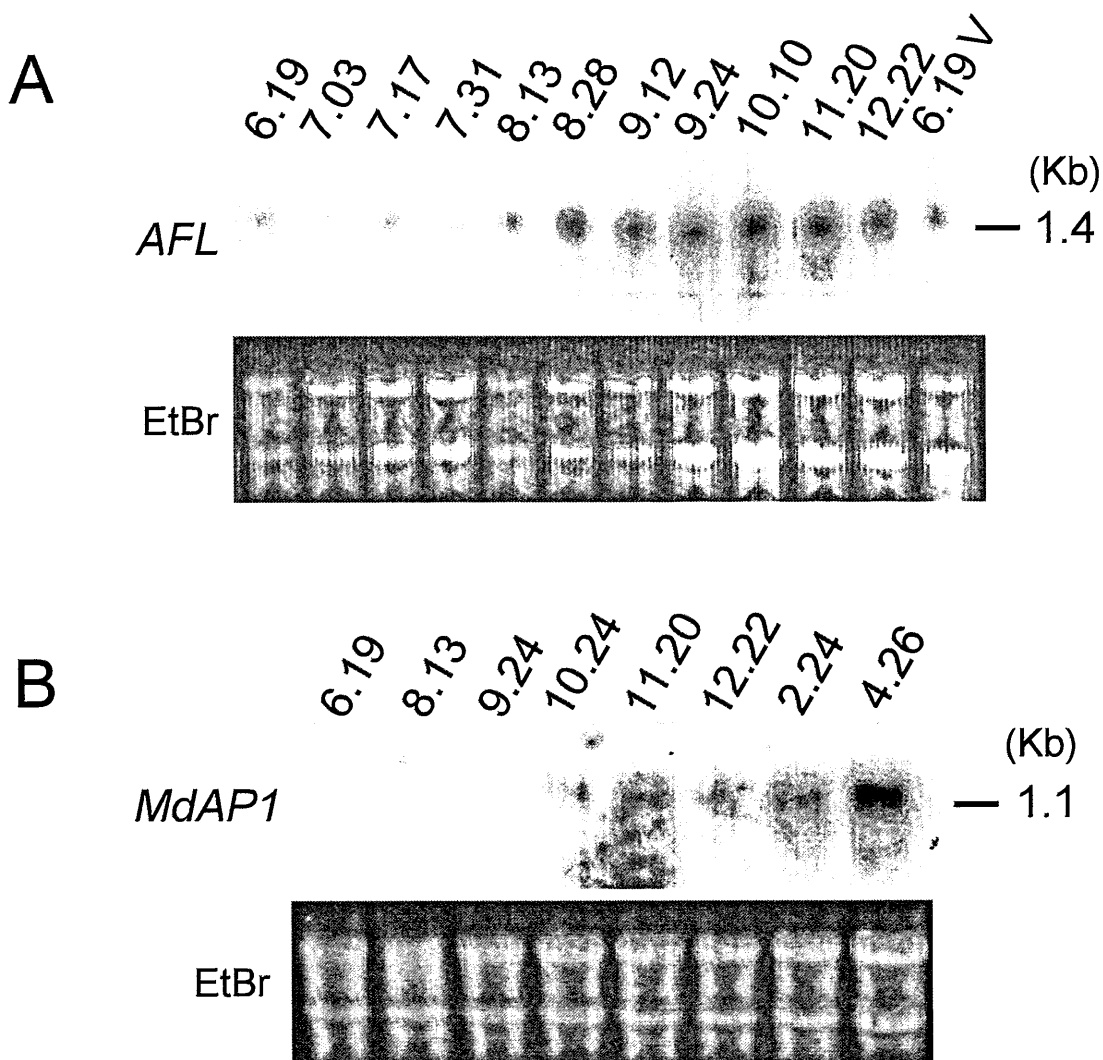 A
6.19 7.03 7.17 7.31 8.13 8.28 9.12 9.24 10.10 11.20 12.22 6.19 V
(Kb)
AFL
1.4
EtBr
B
6.19 8.13 9.24 10.24 11.20 12.22 2.24 4.26
(Kb)
MdAP1
1.1
EtBr